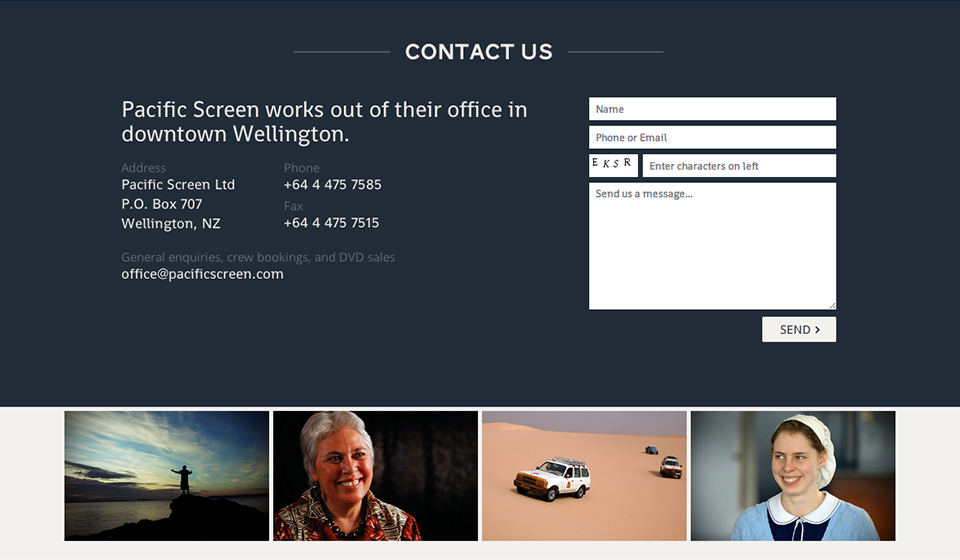 CONTACT US
Pacific Screen works out of their office in
downtown Wellington.
Address
Pacific Screen Ltd
P.O. Box 707
Wellington, NZ
Phone
+64 4 475 7585
Fax
+64 4 475 7515
General enquiries, crew bookings, and DVD sales
office@pacificscreen.com
Name
Phone or Email
E K S R
Enter characters on left
Send us a message...
SEND >